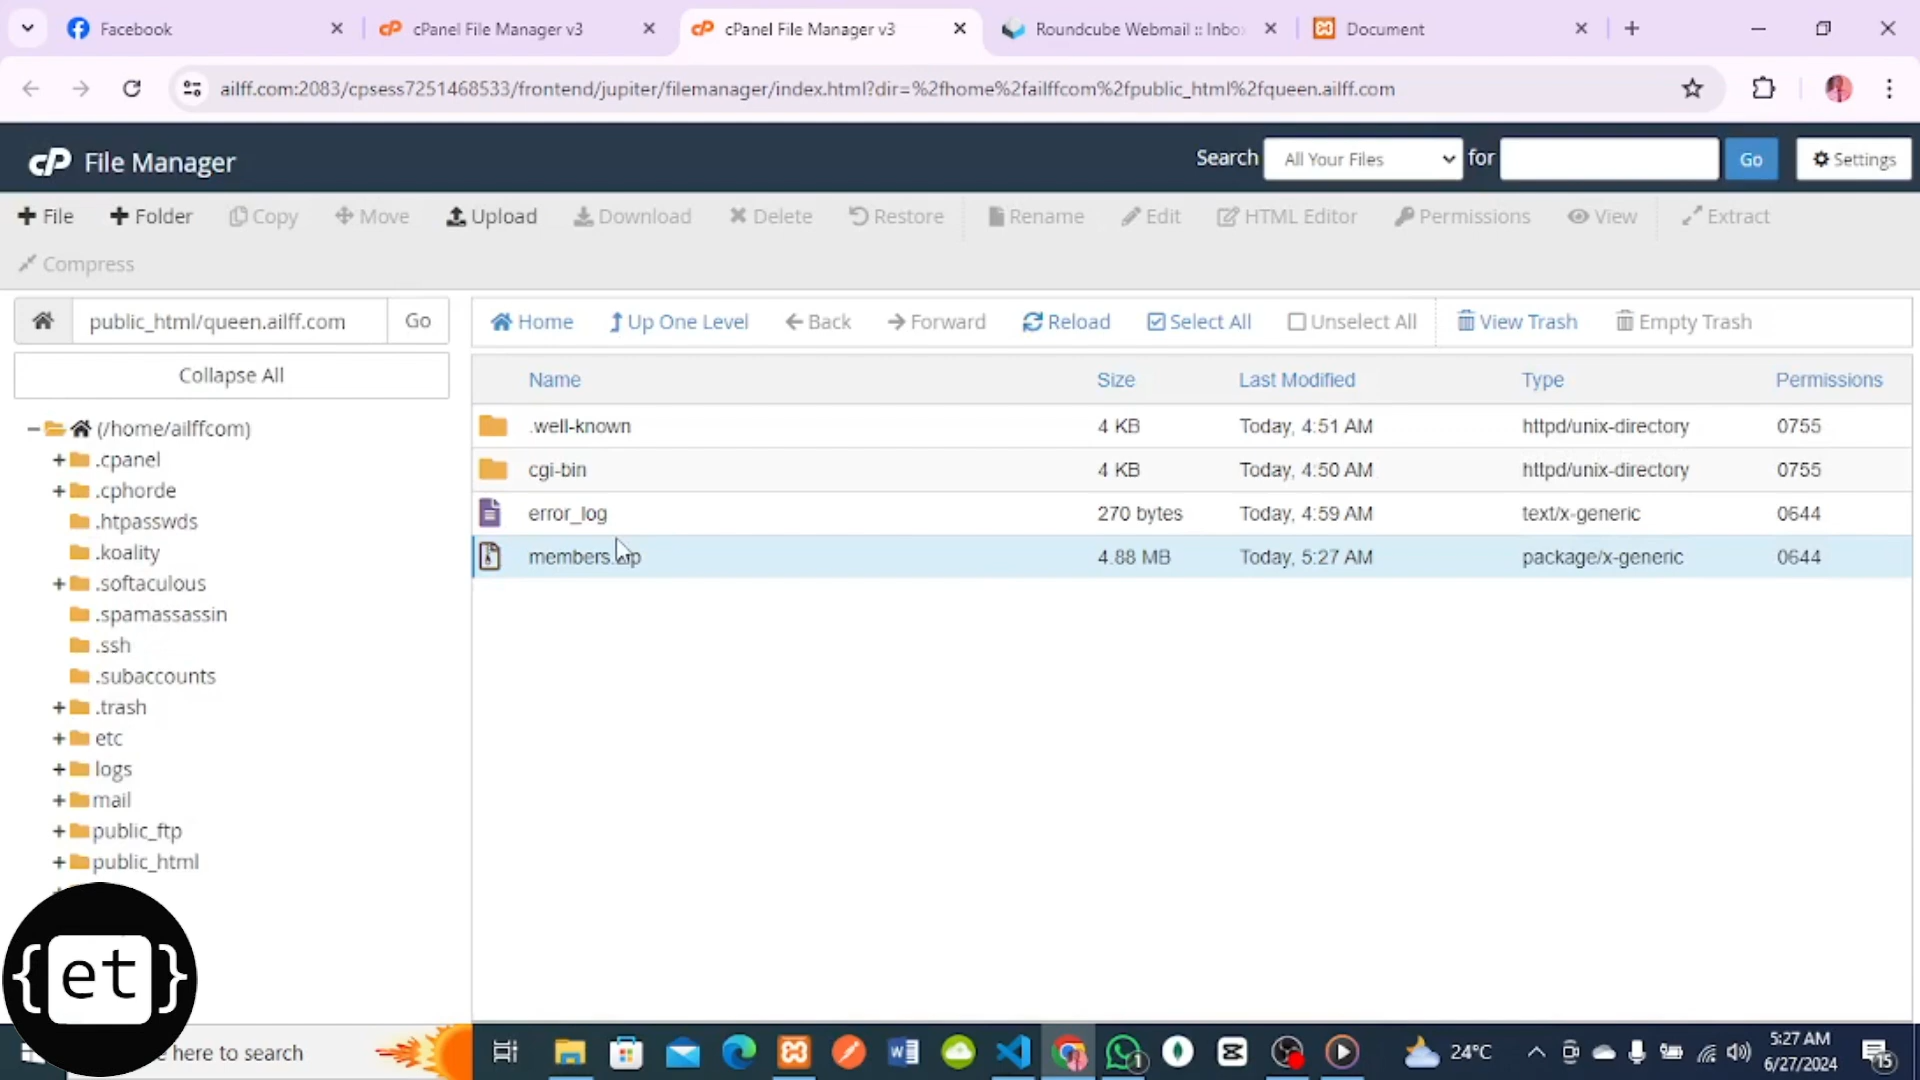 Facebook
cPanel File Manager v3
cPanel File Manager v3
Roundcube Webmail :: Inbo
Document
ailff.com:2083/cpsess7251468533/frontend/jupiter/filemanager/index.html?dir=%2fhome%2failffcom%2fpublic_html%2fqueen.ailff.com
cP File Manager
Search All Your Files for Go Settings
File Folder Copy Move Upload Download Delete Restore Rename Edit HTML Editor Permissions View Extract
Compress
public_html/queen.ailff.com Go
Home Up One Level Back Forward Reload Select All Unselect All View Trash Empty Trash
Collapse All
Name Size Last Modified Type Permissions
.well-known 4 KB Today, 4:51 AM httpd/unix-directory 0755
cgi-bin 4 KB Today, 4:50 AM httpd/unix-directory 0755
error_log 270 bytes Today, 4:59 AM text/x-generic 0644
4.88 MB Today, 5:27 AM package/x-generic 0644
(/home/ailffcom)
.cpanel
.cphorde
.htpasswds
.koality
.softaculous
.spamassassin
.ssh
.subaccounts
.trash
etc
logs
mail
public_ftp
public_html
{et}
here to search
1
24°C
5:27 AM
6/27/2024
15